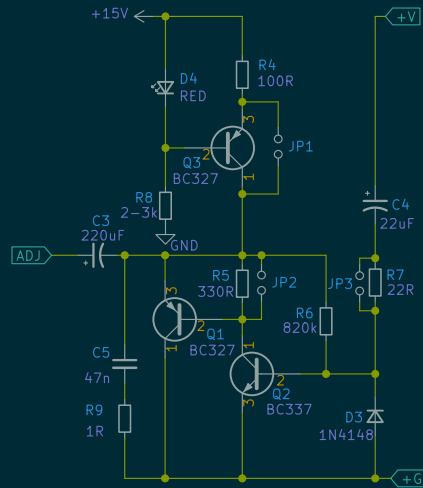 +15V
+V
R4
100R
D4
RED
3
JP1
2
Q3
BC327
1
R8
2-3k
C4
22uF
+
GND
C3
220uF
+
ADJ
R5
330R
JP2
JP3
R7
22R
3
R6
820k
2
Q1
BC327
1
1
C5
47n
2
Q2
BC337
3
R9
1R
D3
1N4148
+G